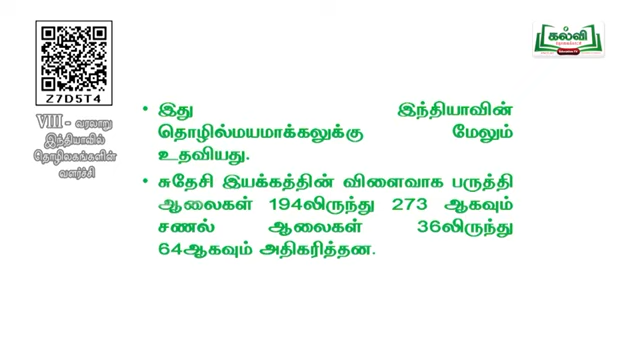 Z7D5T4
VIII - வரலாறு
இந்தியாவில்
தொழிலகங்களின்
வளர்ச்சி
கல்வி
• இது இந்தியாவின்
தொழில்மயமாக்கலுக்கு மேலும்
உதவியது.
• சுதேசி இயக்கத்தின் விளைவாக பருத்தி
ஆலைகள் 194லிருந்து 273 ஆகவும்
சணல் ஆலைகள் 36லிருந்து
64ஆகவும் அதிகரித்தன.